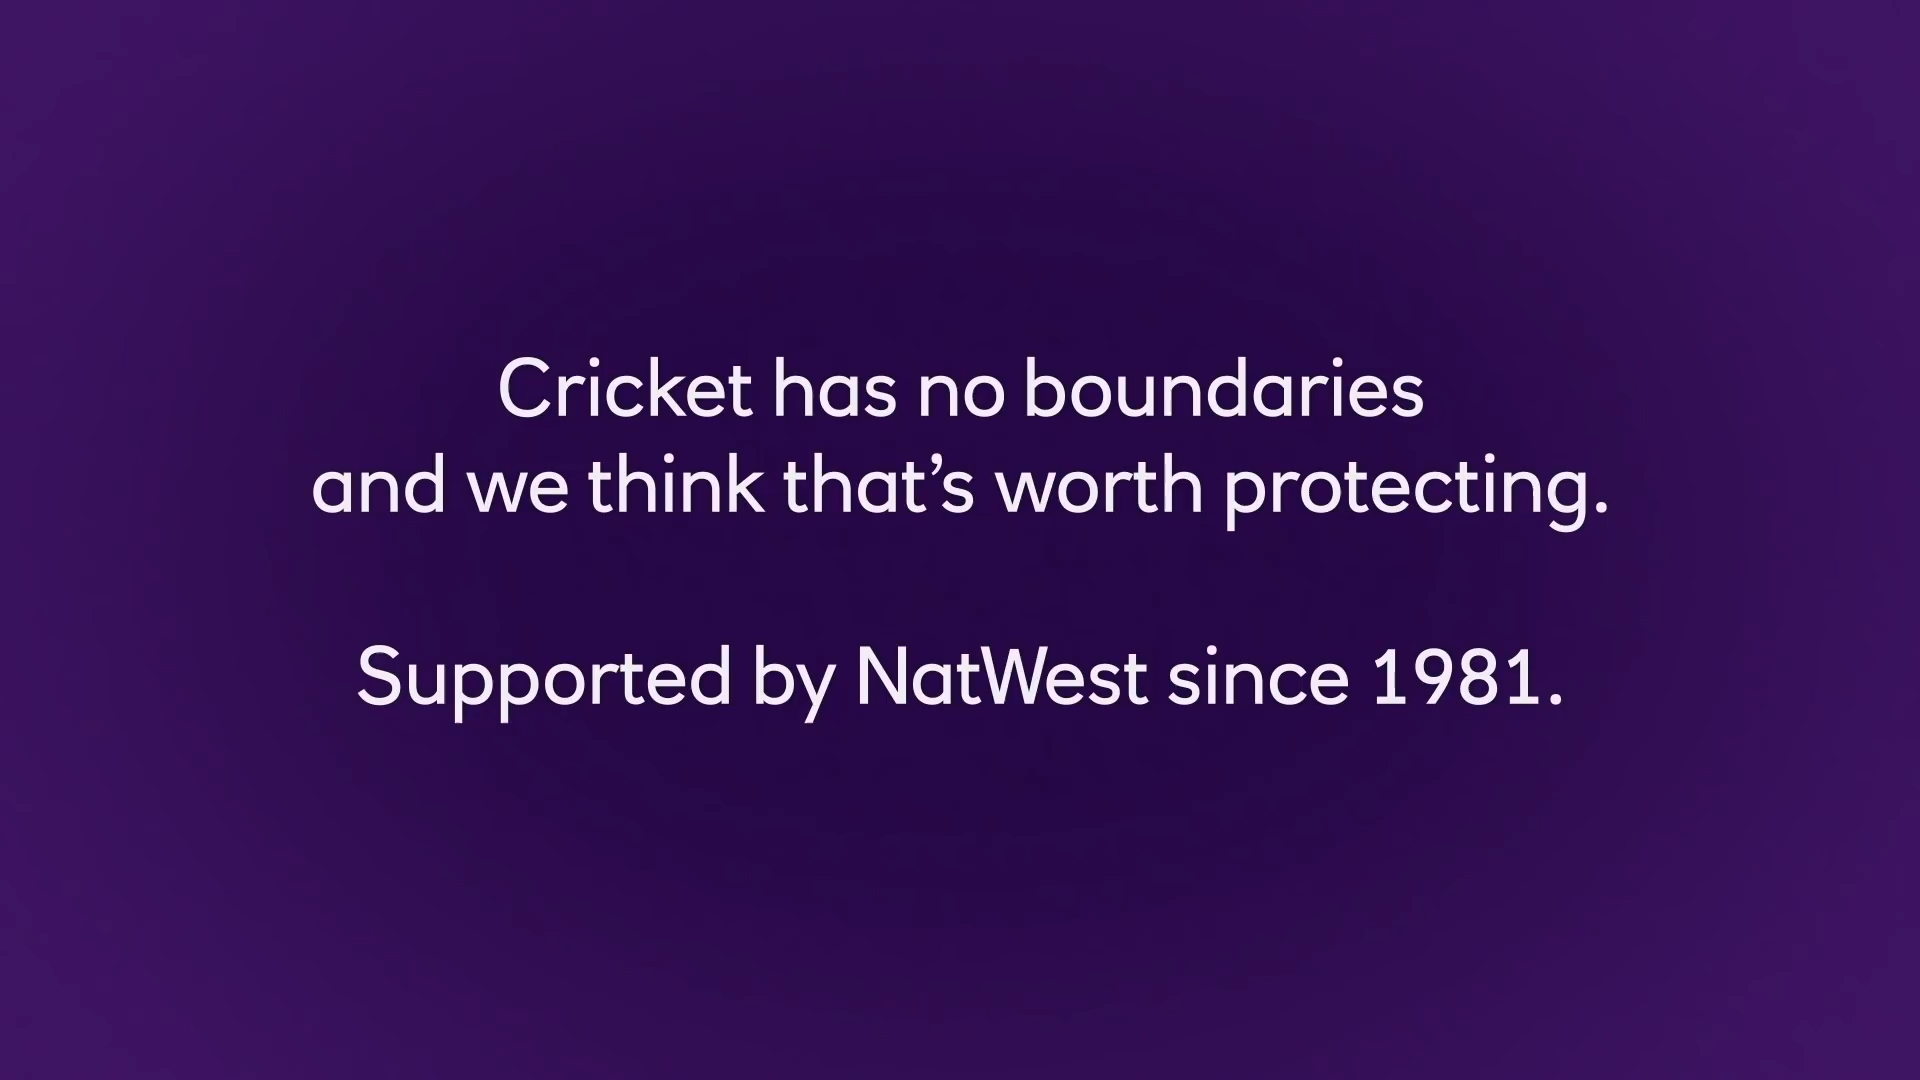 Cricket has no boundaries
and we think that’s worth protecting.
Supported by NatWest since 1981.